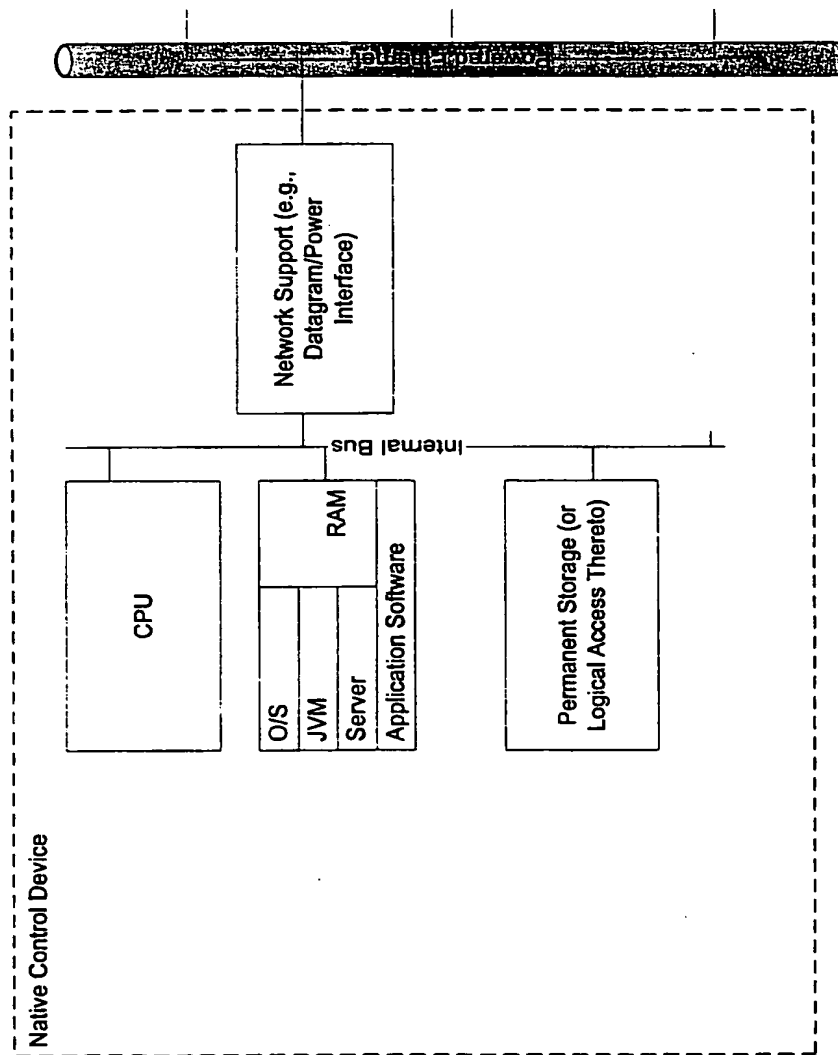 Native Control Device
CPU
O/S
JVM
Server
RAM
Application Software
Permanent Storage (or
Logical Access Thereto)
Internal Bus
Network Support (e.g.,
Datagram/Power
Interface)
Powered Ethernet